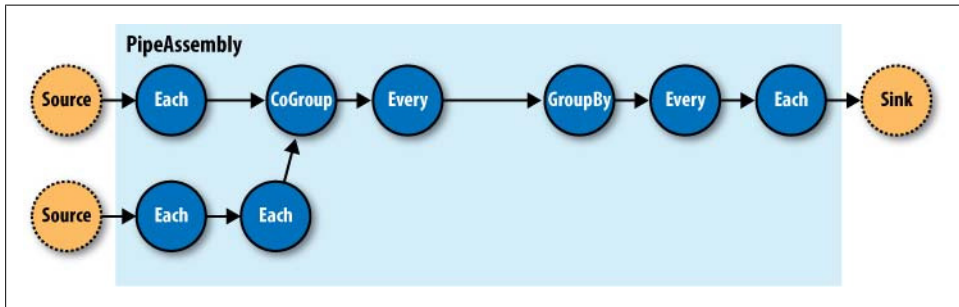 PipeAssembly
Source Each CoGroup Every GroupBy Every Each Sink
Source Each Each